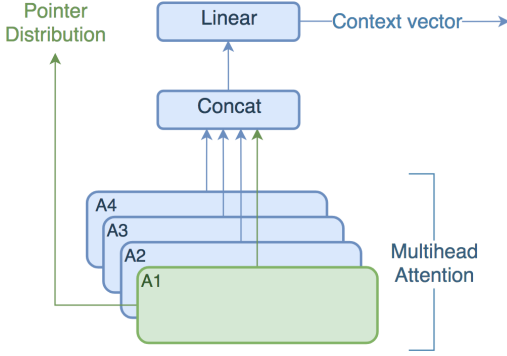 Pointer
Distribution
Linear
Context vector
Concat
A4
A3
A2
A1
Multihead
Attention